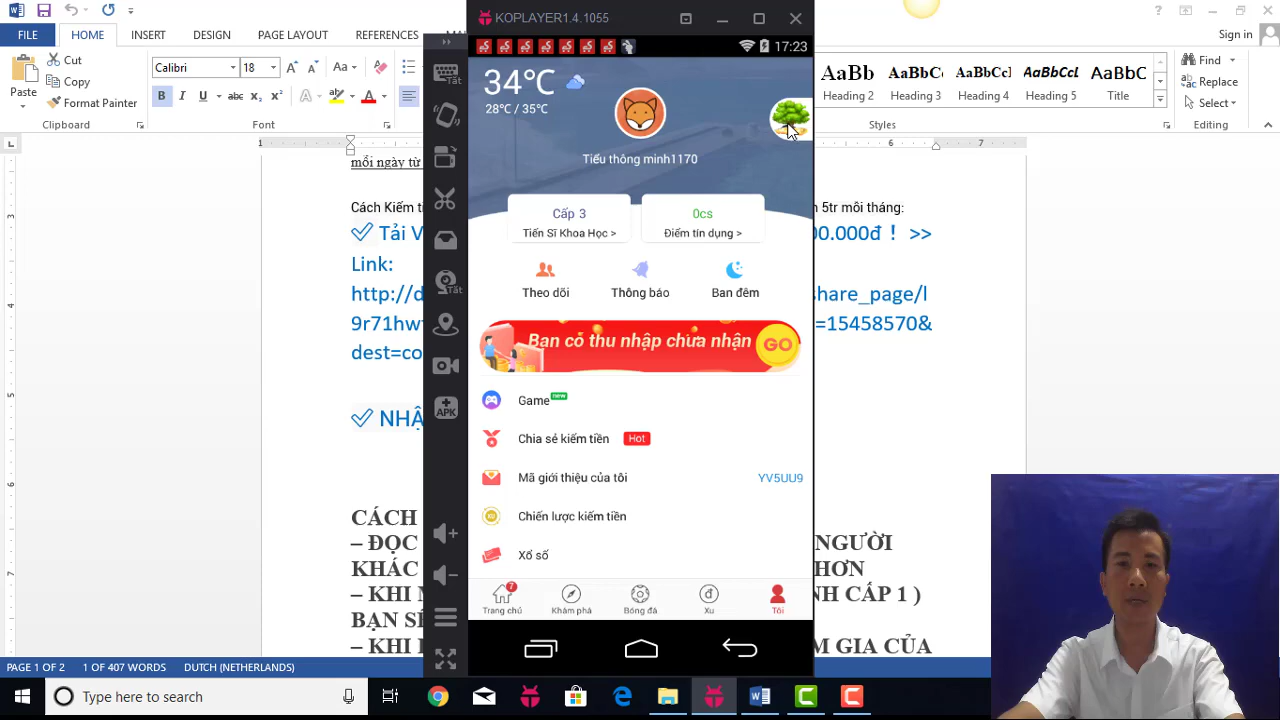 KOPLAYER1.4.1055
Sign in
FILE
HOME
INSERT
DESIGN
PAGE LAYOUT
REFERENCES
Paste
Cut
Copy
Format Painter
Clipboard
Calibri
18
Font
AaBb
AaBbCc
AaBbCcD
AaBbCcL
AaBbC
Heading 2
Heading 3
Heading 4
Heading 5
Title
Styles
Find
Replace
Select
Editing
17:23
34°C
28°C / 35°C
Tiểu thông minh1170
Cấp 3
Tiến Sĩ Khoa Học >
0cs
Điểm tín dụng >
Theo dõi
Thông báo
Ban đêm
Bạn có thu nhập chưa nhận
GO
Game new
Chia sẻ kiếm tiền Hot
Mã giới thiệu của tôi YV5UU9
Chiến lược kiếm tiền
Xổ số
7
Trang chủ
Khám phá
Bóng đá
Xu
Tôi
Tắt
Tắt
APK
mỗi ngày từ
Cách Kiếm ti
n 5tr mỗi tháng:
Tải V
00.000đ ! >>
Link:
http://d
share_page/l
9r71hw
=15458570&
dest=co
NHẬ
CÁCH
– ĐỌC
NGƯỜI
KHÁC
HƠN
– KHI
NH CẤP 1 )
BẠN
– KHI
M GIA CỦA
PAGE 1 OF 2
1 OF 407 WORDS
DUTCH (NETHERLANDS)
Type here to search